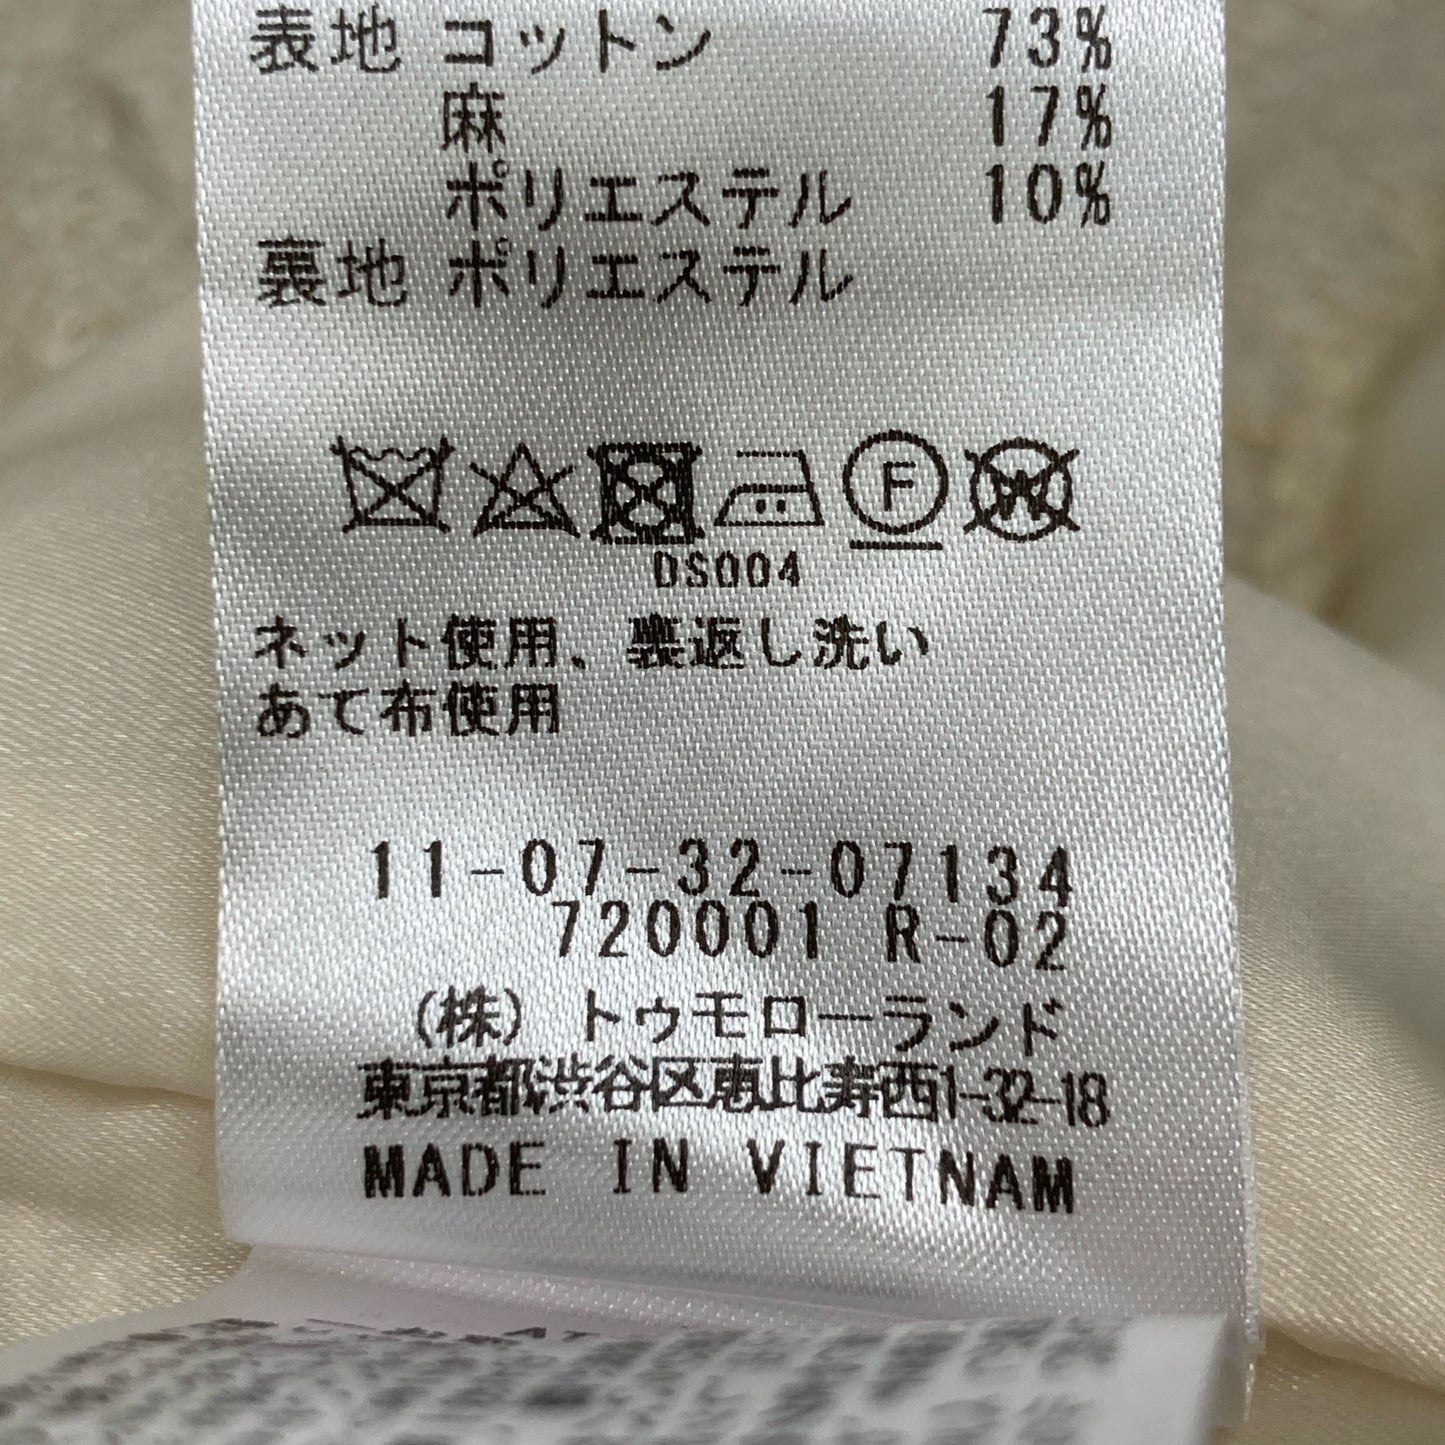 表地 コットン 73%
麻 17%
ポリエステル 10%
裏地 ポリエステル
F
W
DS004
ネット使用、裏返し洗い
あて布使用
11-07-32-07134
720001 R-02
(株) トゥモローランド
東京都渋谷区恵比寿西1-32-18
MADE IN VIETNAM